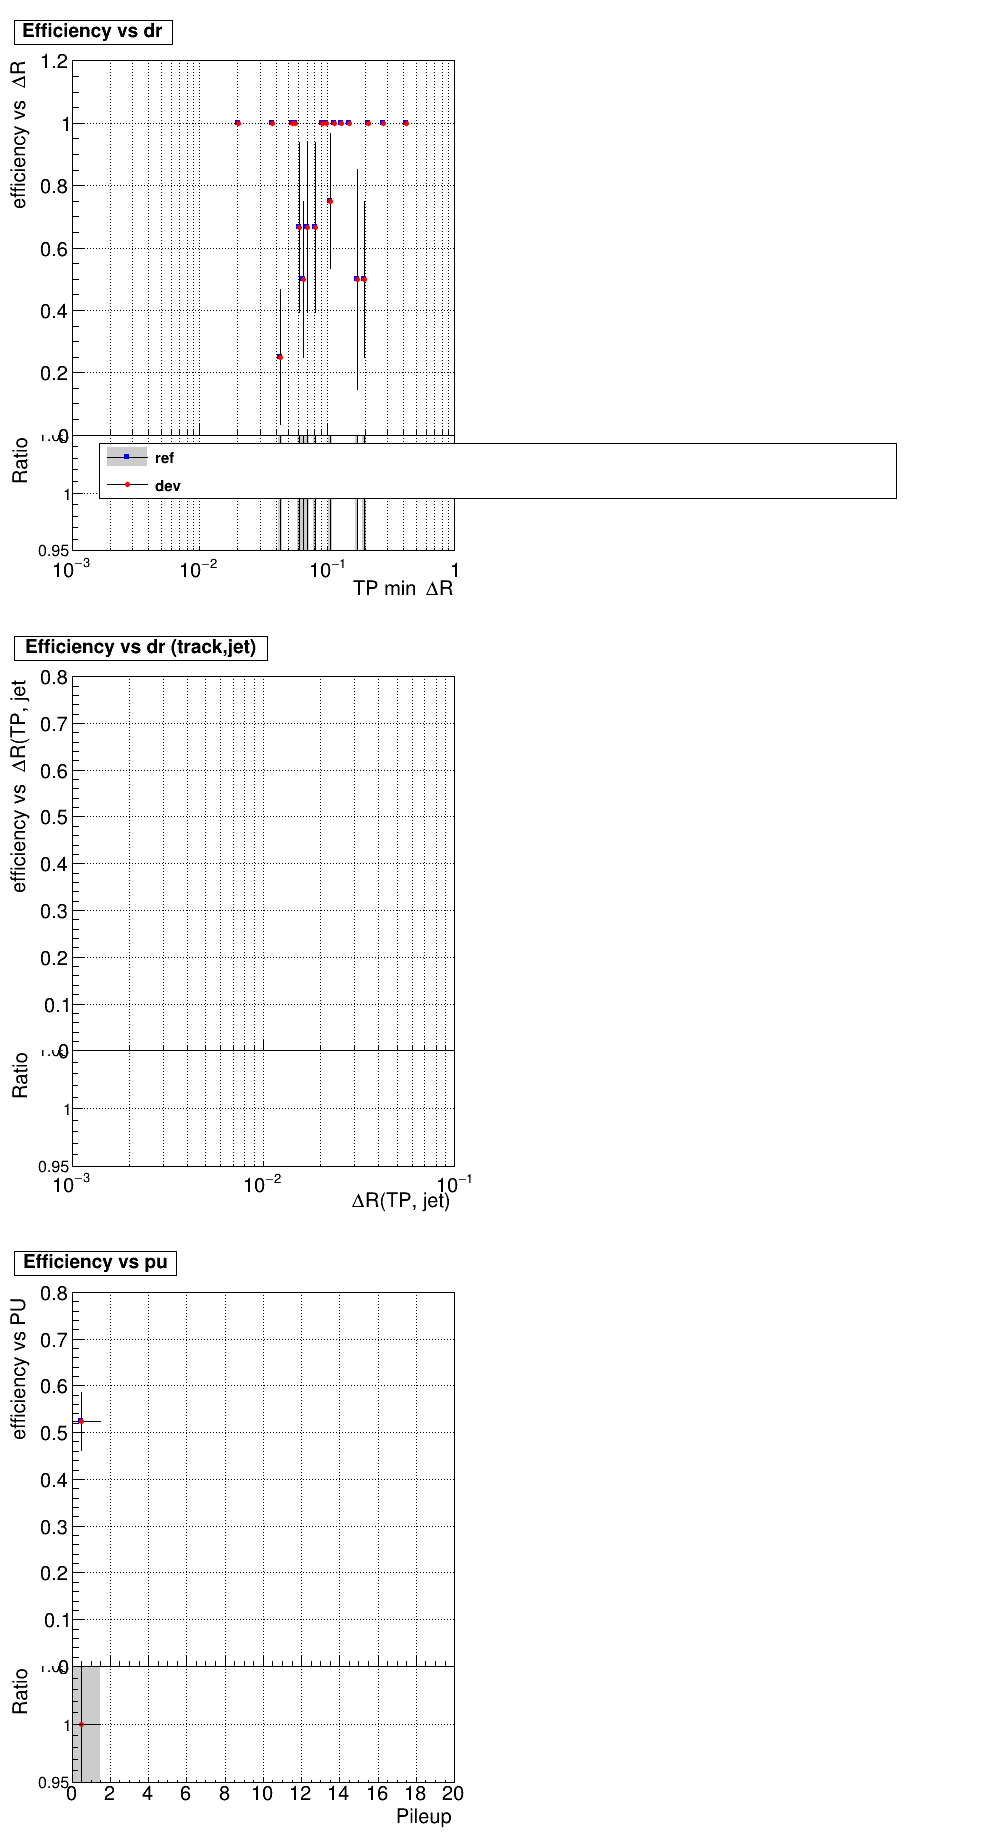 Efficiency vs dr
efficiency vs ΔR
1.2
1
0.8
0.6
0.4
0.2
0
Ratio
1
0.95
ref
dev
10⁻³
10⁻²
10⁻¹
1
TP min ΔR
Efficiency vs dr (track,jet)
efficiency vs ΔR(TP, jet
0.8
0.7
0.6
0.5
0.4
0.3
0.2
0.1
0
Ratio
1
0.95
10⁻³
10⁻²
10⁻¹
ΔR(TP, jet)
Efficiency vs pu
efficiency vs PU
0.8
0.7
0.6
0.5
0.4
0.3
0.2
0.1
0
Ratio
1
0.95
0 2 4 6 8 10 12 14 16 18 20
Pileup